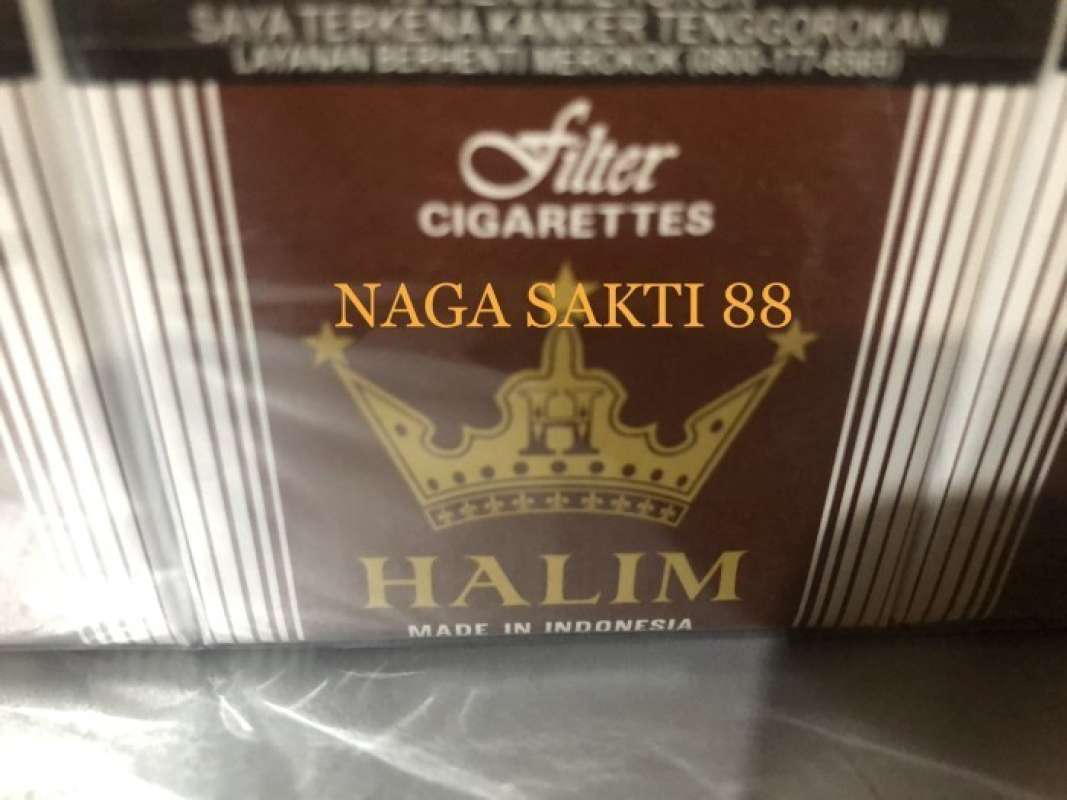 SAYA TERKENA KANKER TENGGOROKAN
LAYANAN BERHENTI MEROKOK (0800-177-6565)
Filter
CIGARETTES
NAGA SAKTI 88
H
HALIM
MADE IN INDONESIA